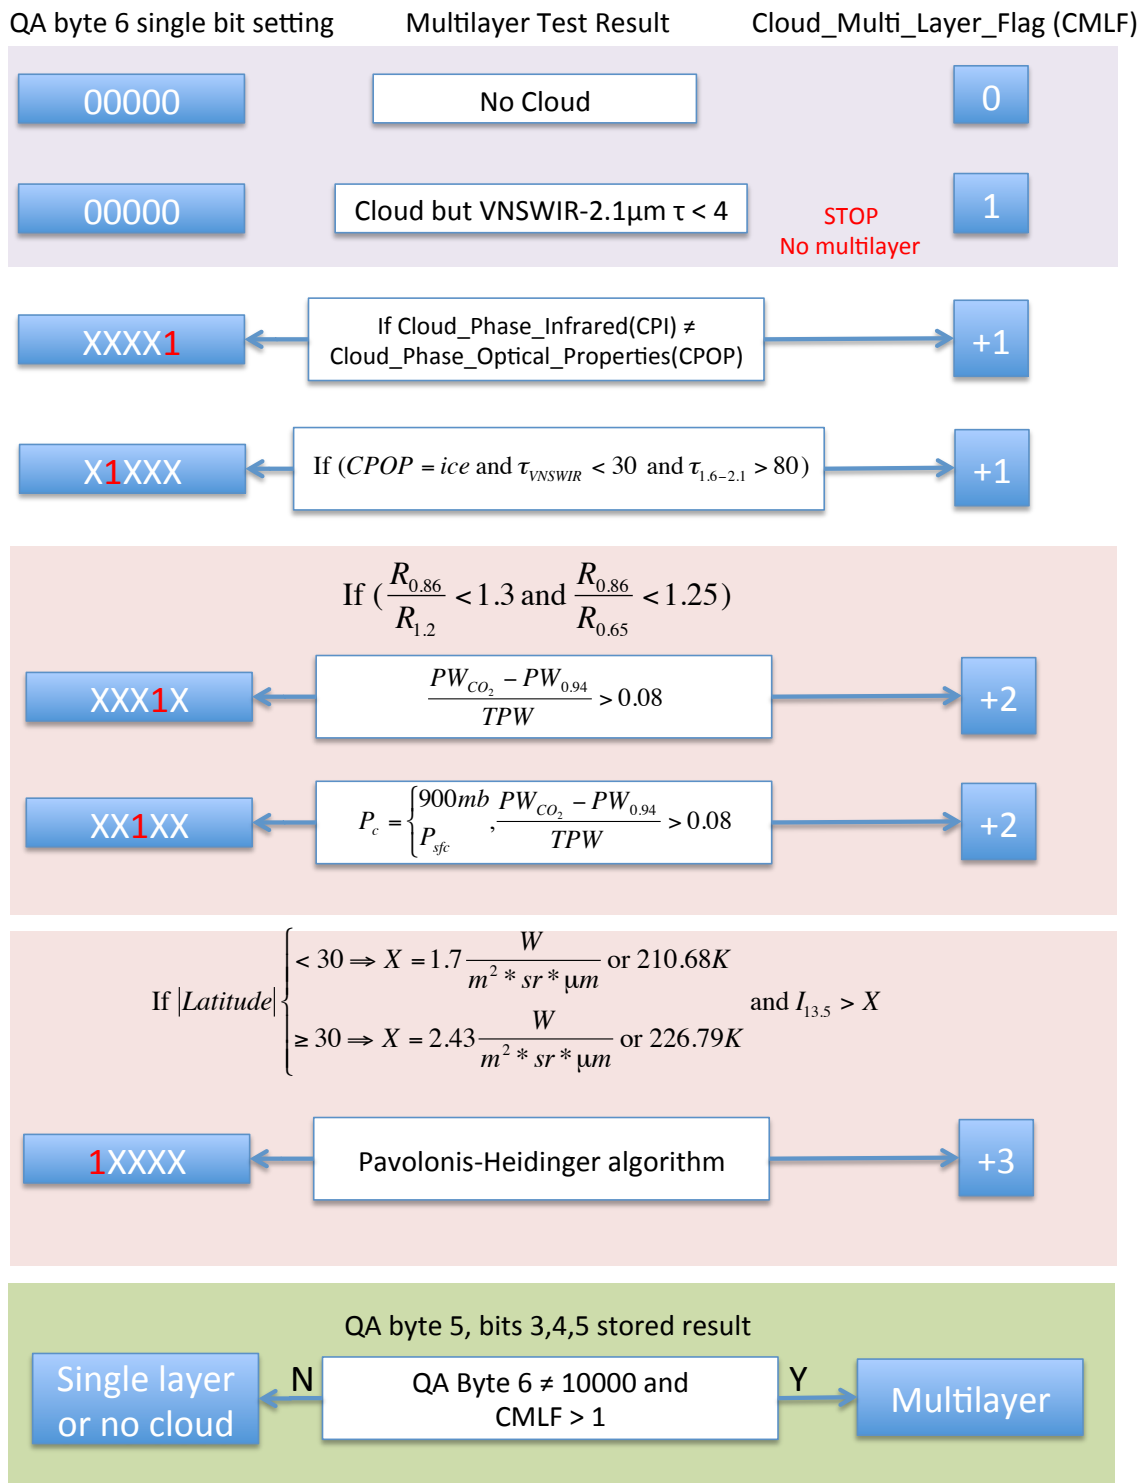 QA byte 6 single bit setting Multilayer Test Result Cloud_Multi_Layer_Flag (CMLF)
00000 No Cloud 0
00000 Cloud but VNSWIR-2.1μm τ < 4 1
STOP
No multilayer
XXXX1 If Cloud_Phase_Infrared(CPI) ≠ +1
Cloud_Phase_Optical_Properties(CPOP)
X1XXX If (CPOP = ice and τ_VNSWIR < 30 and τ_1.6−2.1 > 80) +1
If (R_0.86/R_1.2 < 1.3 and R_0.86/R_0.65 < 1.25)
XXX1X (PW_CO₂ − PW_0.94)/TPW > 0.08 +2
XX1XX P_c = {900mb, P_sfc , (PW_CO₂ − PW_0.94)/TPW > 0.08 +2
If |Latitude| { < 30 ⇒ X = 1.7 W/(m² * sr * μm) or 210.68K
≥ 30 ⇒ X = 2.43 W/(m² * sr * μm) or 226.79K
and I_13.5 > X
1XXXX Pavolonis-Heidinger algorithm +3
QA byte 5, bits 3,4,5 stored result
Single layer
or no cloud
N
QA Byte 6 ≠ 10000 and
CMLF > 1
Y
Multilayer